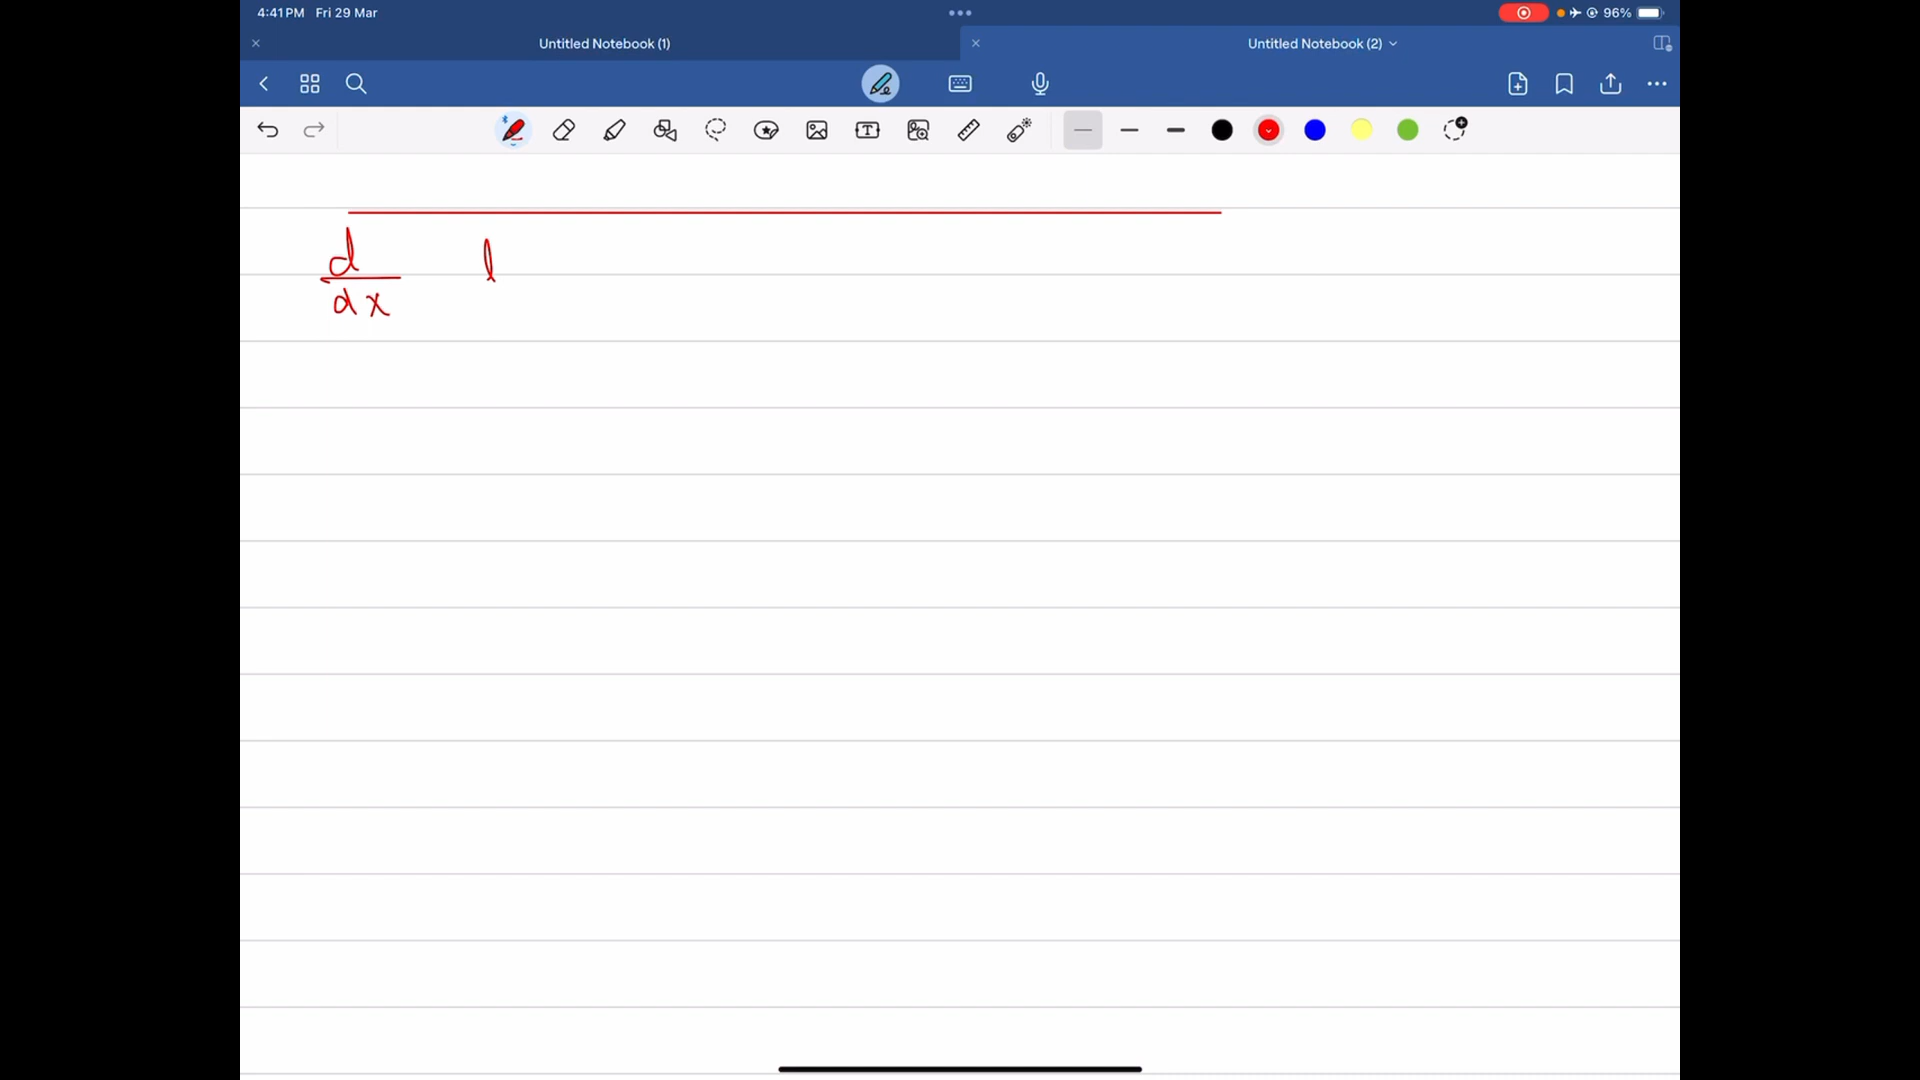 4:41 PM Fri 29 Mar 96%
Untitled Notebook (1) Untitled Notebook (2)
d l
dx